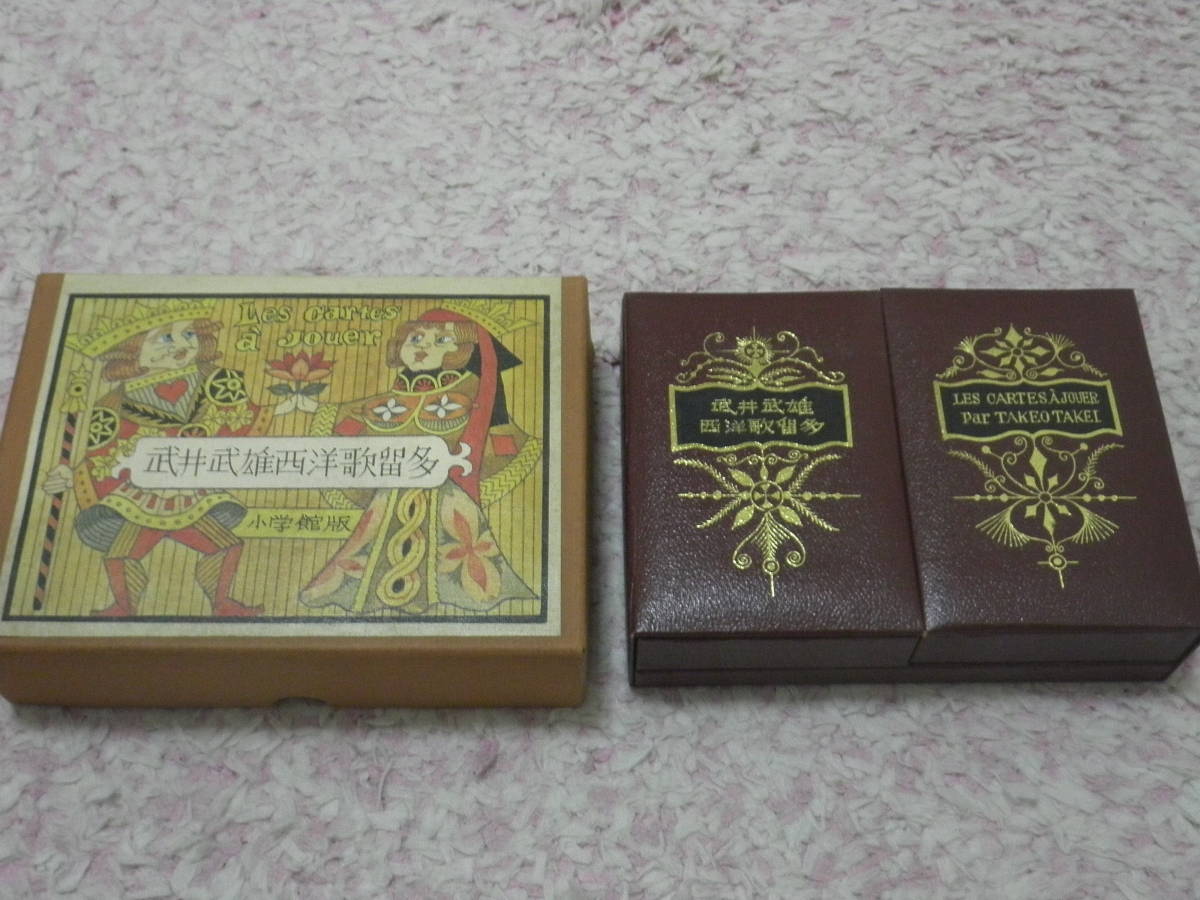 Les cartes
à Jouer
武井武雄西洋歌留多
小学館版
武井武雄
西洋歌留多
LES CARTES À JOUER
Par TAKEO TAKEI